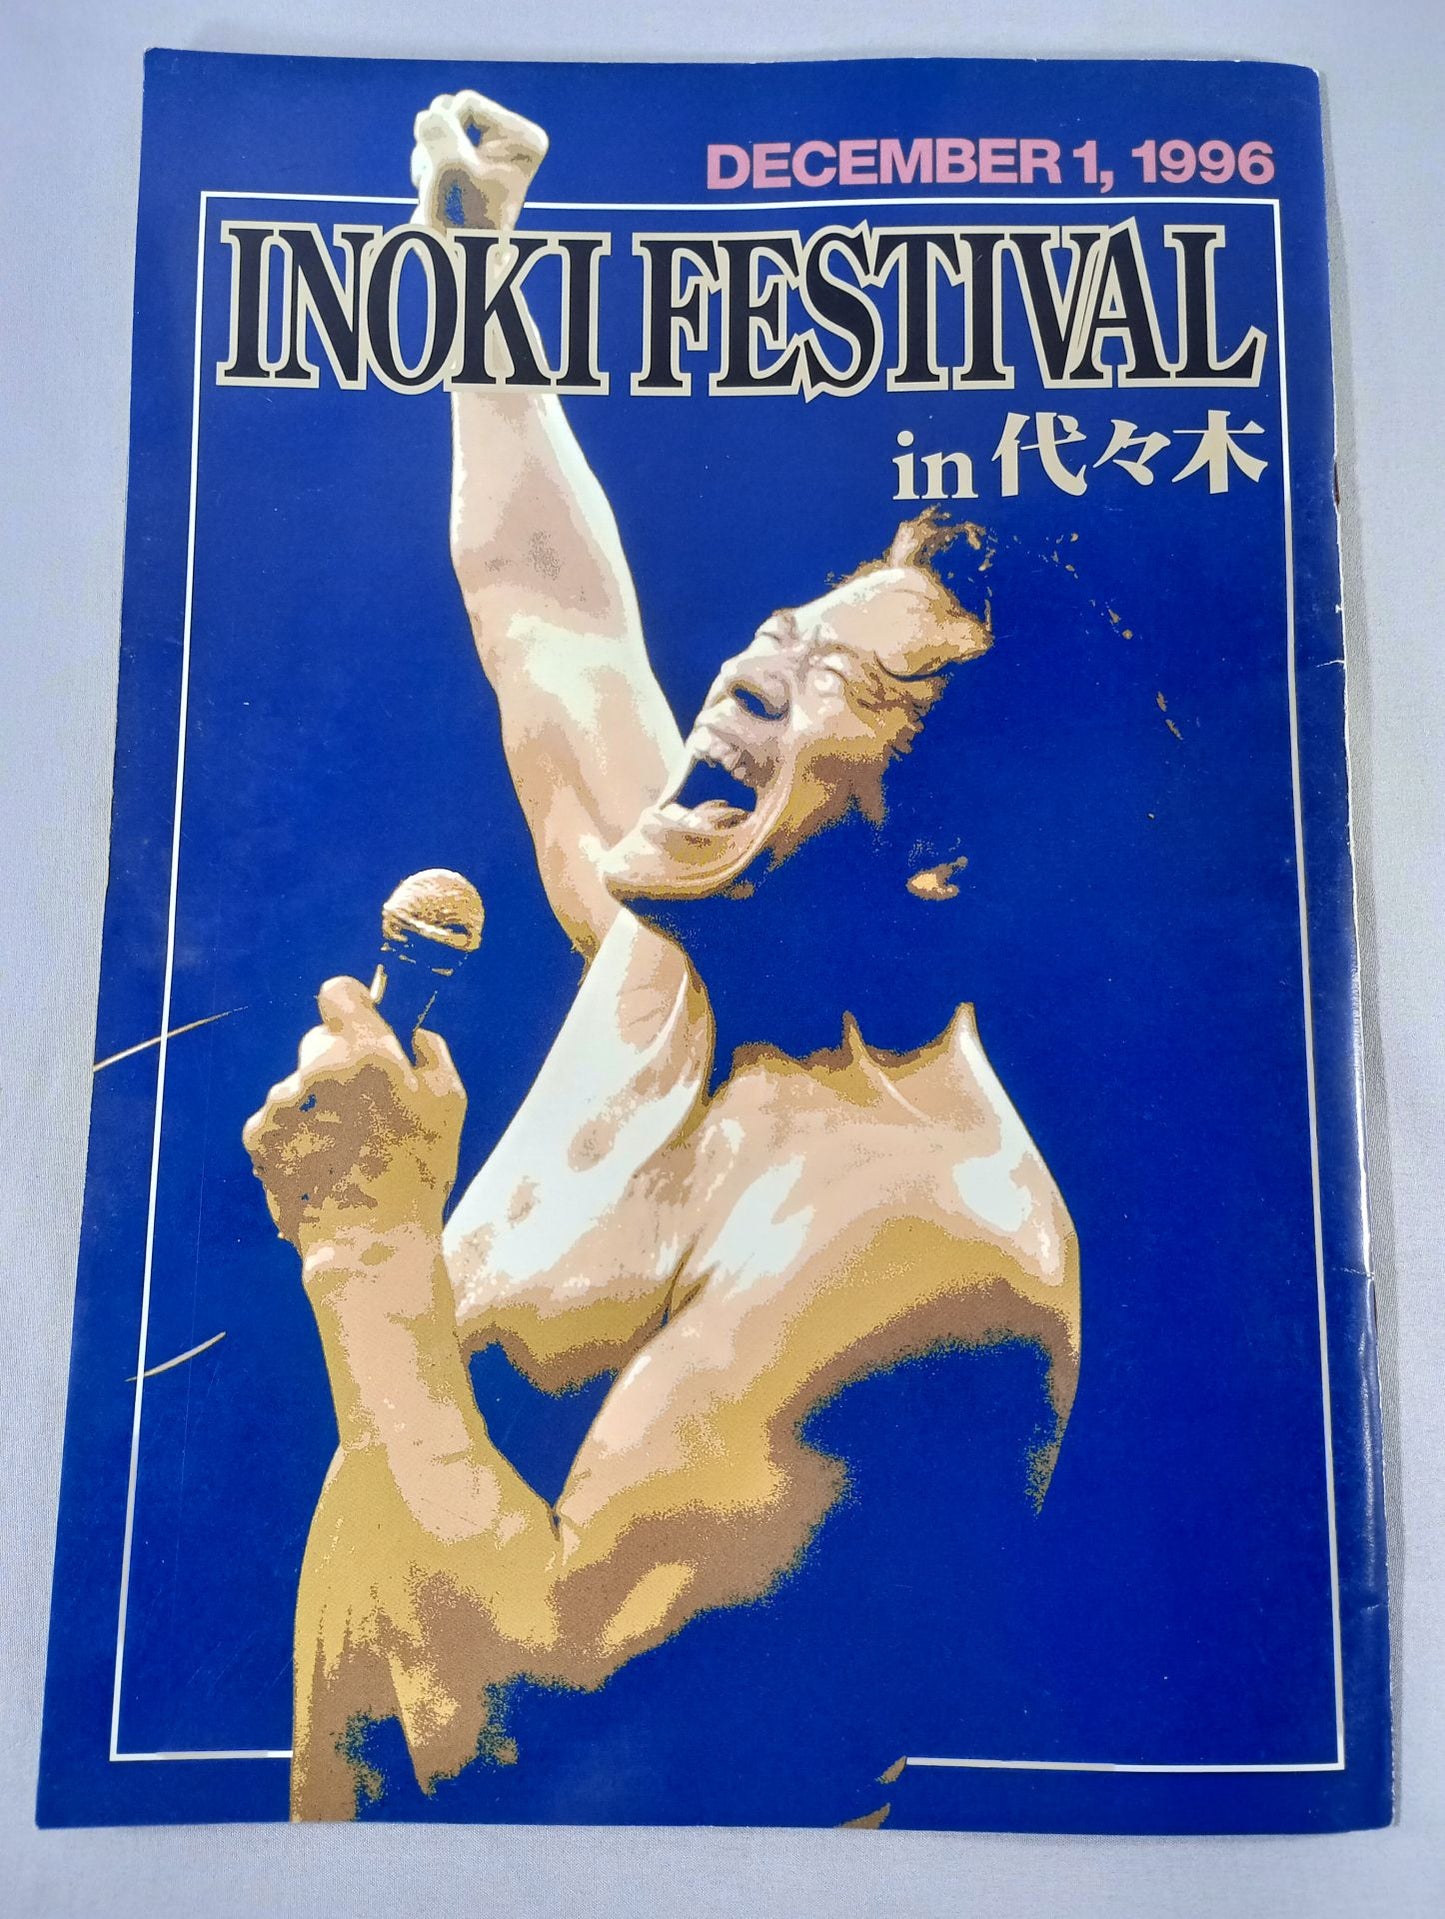 DECEMBER 1, 1996
INOKI FESTIVAL
in 代々木